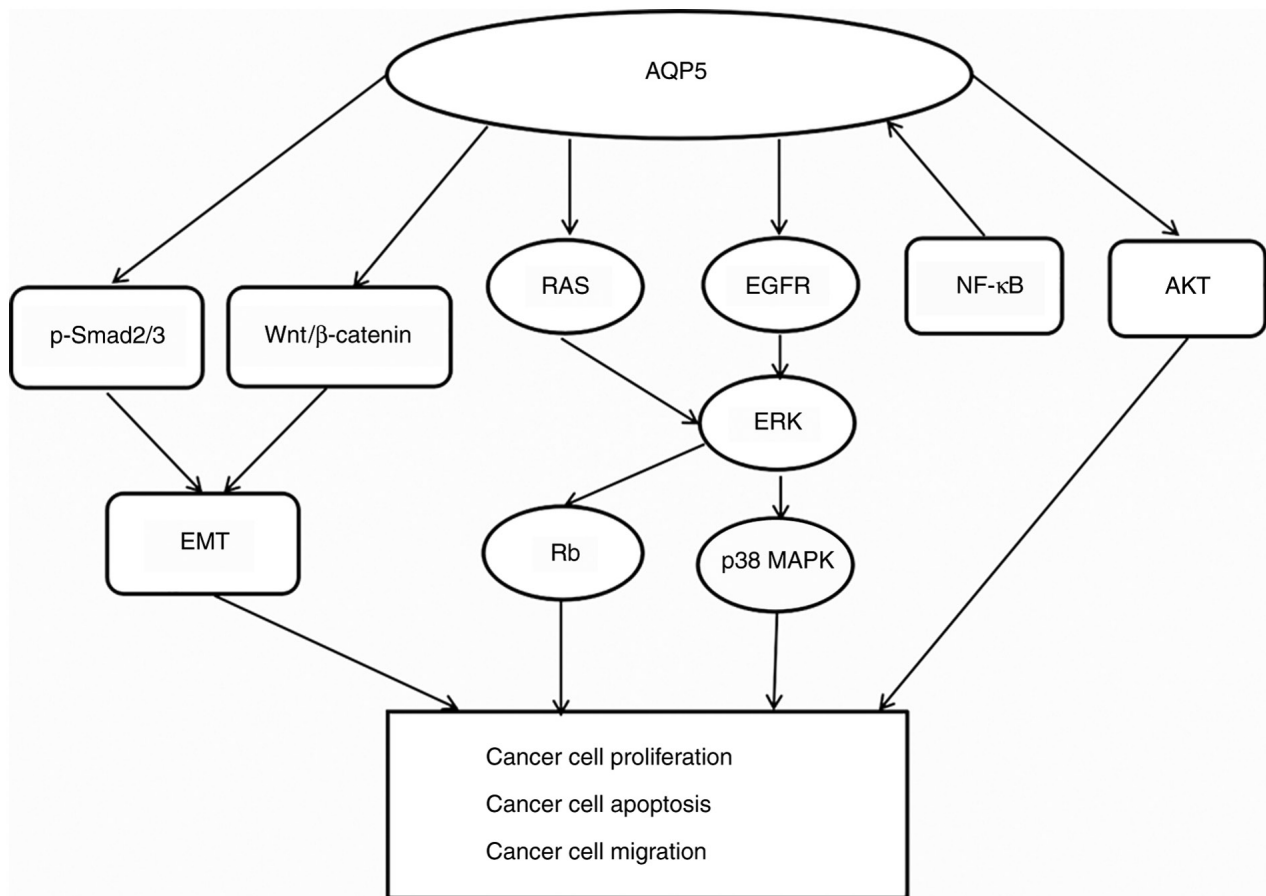 AQP5
RAS
EGFR
NF-κB
AKT
p-Smad2/3
Wnt/β-catenin
ERK
EMT
Rb
p38 MAPK
Cancer cell proliferation
Cancer cell apoptosis
Cancer cell migration